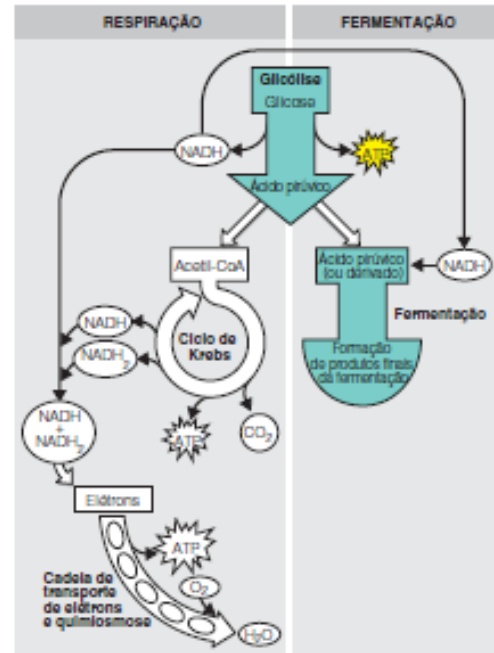 RESPIRAÇÃO
FERMENTAÇÃO
Glicólise
Glicose
NADH
ATP
Ácido pirúvico
Acetil-CoA
Ácido pirúvico
(ou derivado)
NADH
NADH
Ciclo de
Krebs
Fermentação
NADH₂
Formação
de produtos finais
da fermentação
NADH
+
NADH₂
ATP
CO₂
Elétrons
ATP
O₂
Cadeia de
transporte
de elétrons
e quimiosmose
H₂O